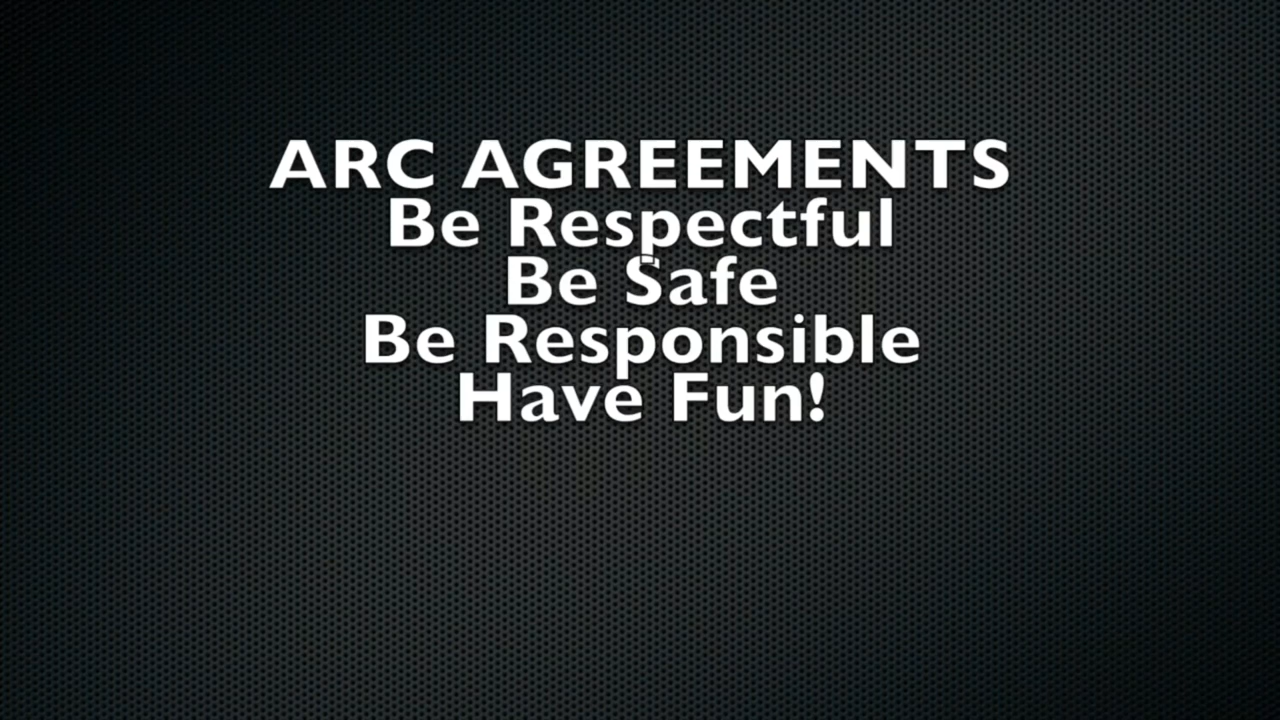 ARC AGREEMENTS
Be Respectful
Be Safe
Be Responsible
Have Fun!